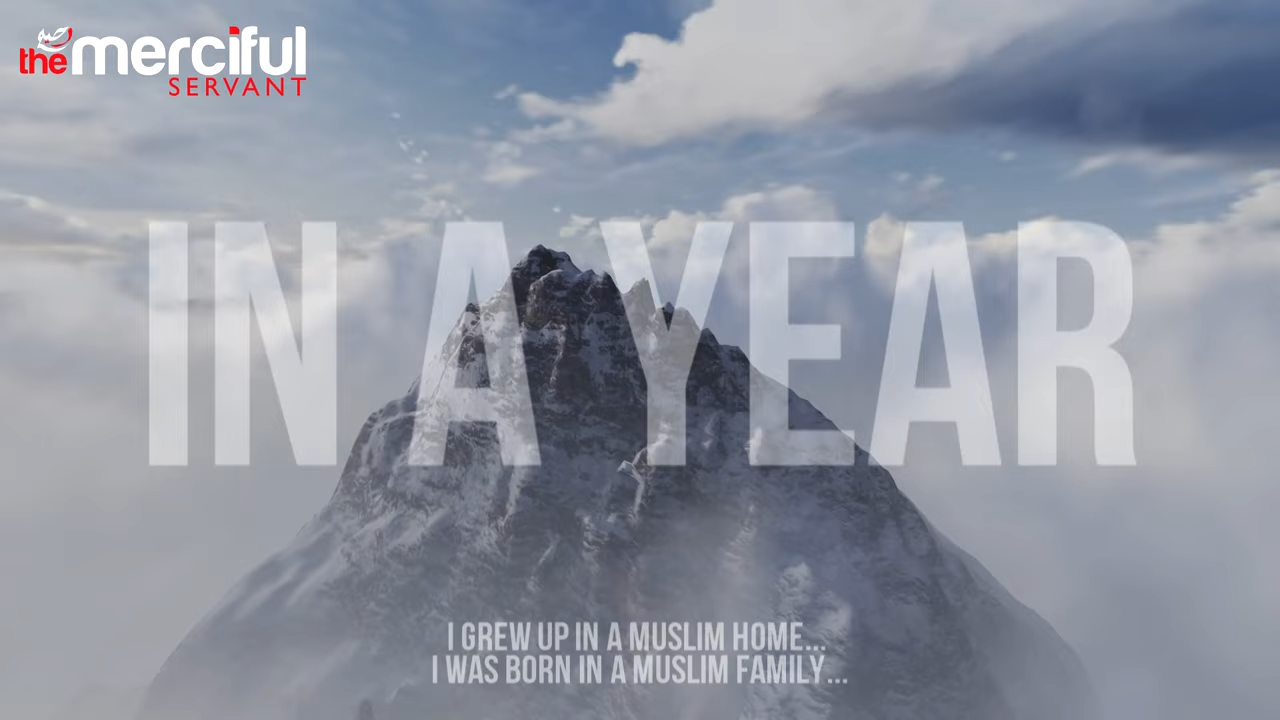 the merciful
SERVANT
IN A YEAR
I GREW UP IN A MUSLIM HOME...
I WAS BORN IN A MUSLIM FAMILY...